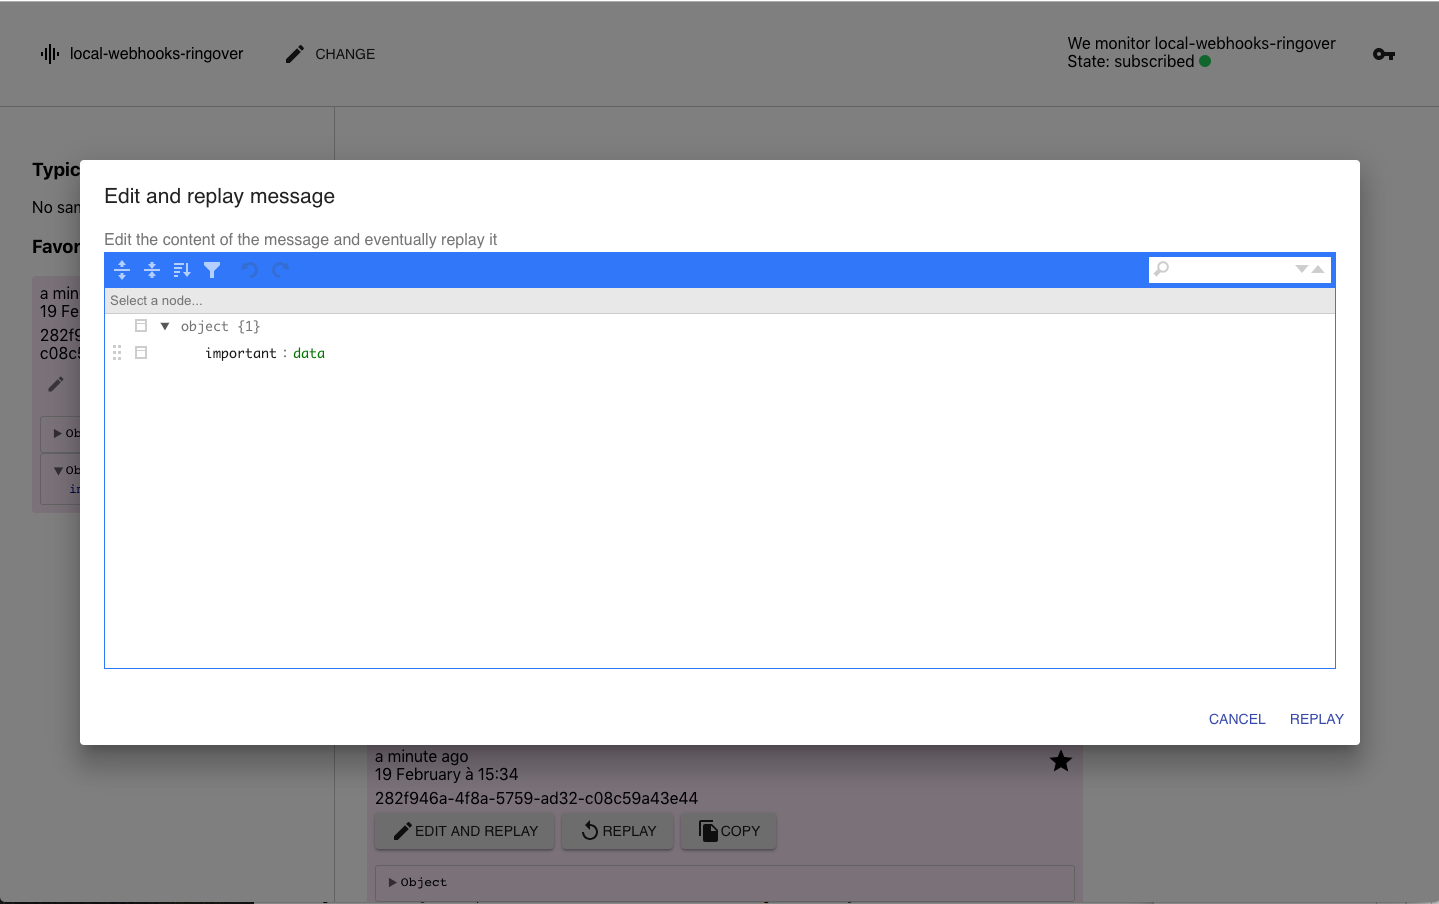 local-webhooks-ringover
CHANGE
We monitor local-webhooks-ringover
State: subscribed
Typic
No san
Favor
a min
19 Fe
282f9
c08c5
Ob
Ob
Edit and replay message
Edit the content of the message and eventually replay it
Select a node...
object {1}
important : data
CANCEL REPLAY
a minute ago
19 February à 15:34
282f946a-4f8a-5759-ad32-c08c59a43e44
EDIT AND REPLAY REPLAY COPY
Object